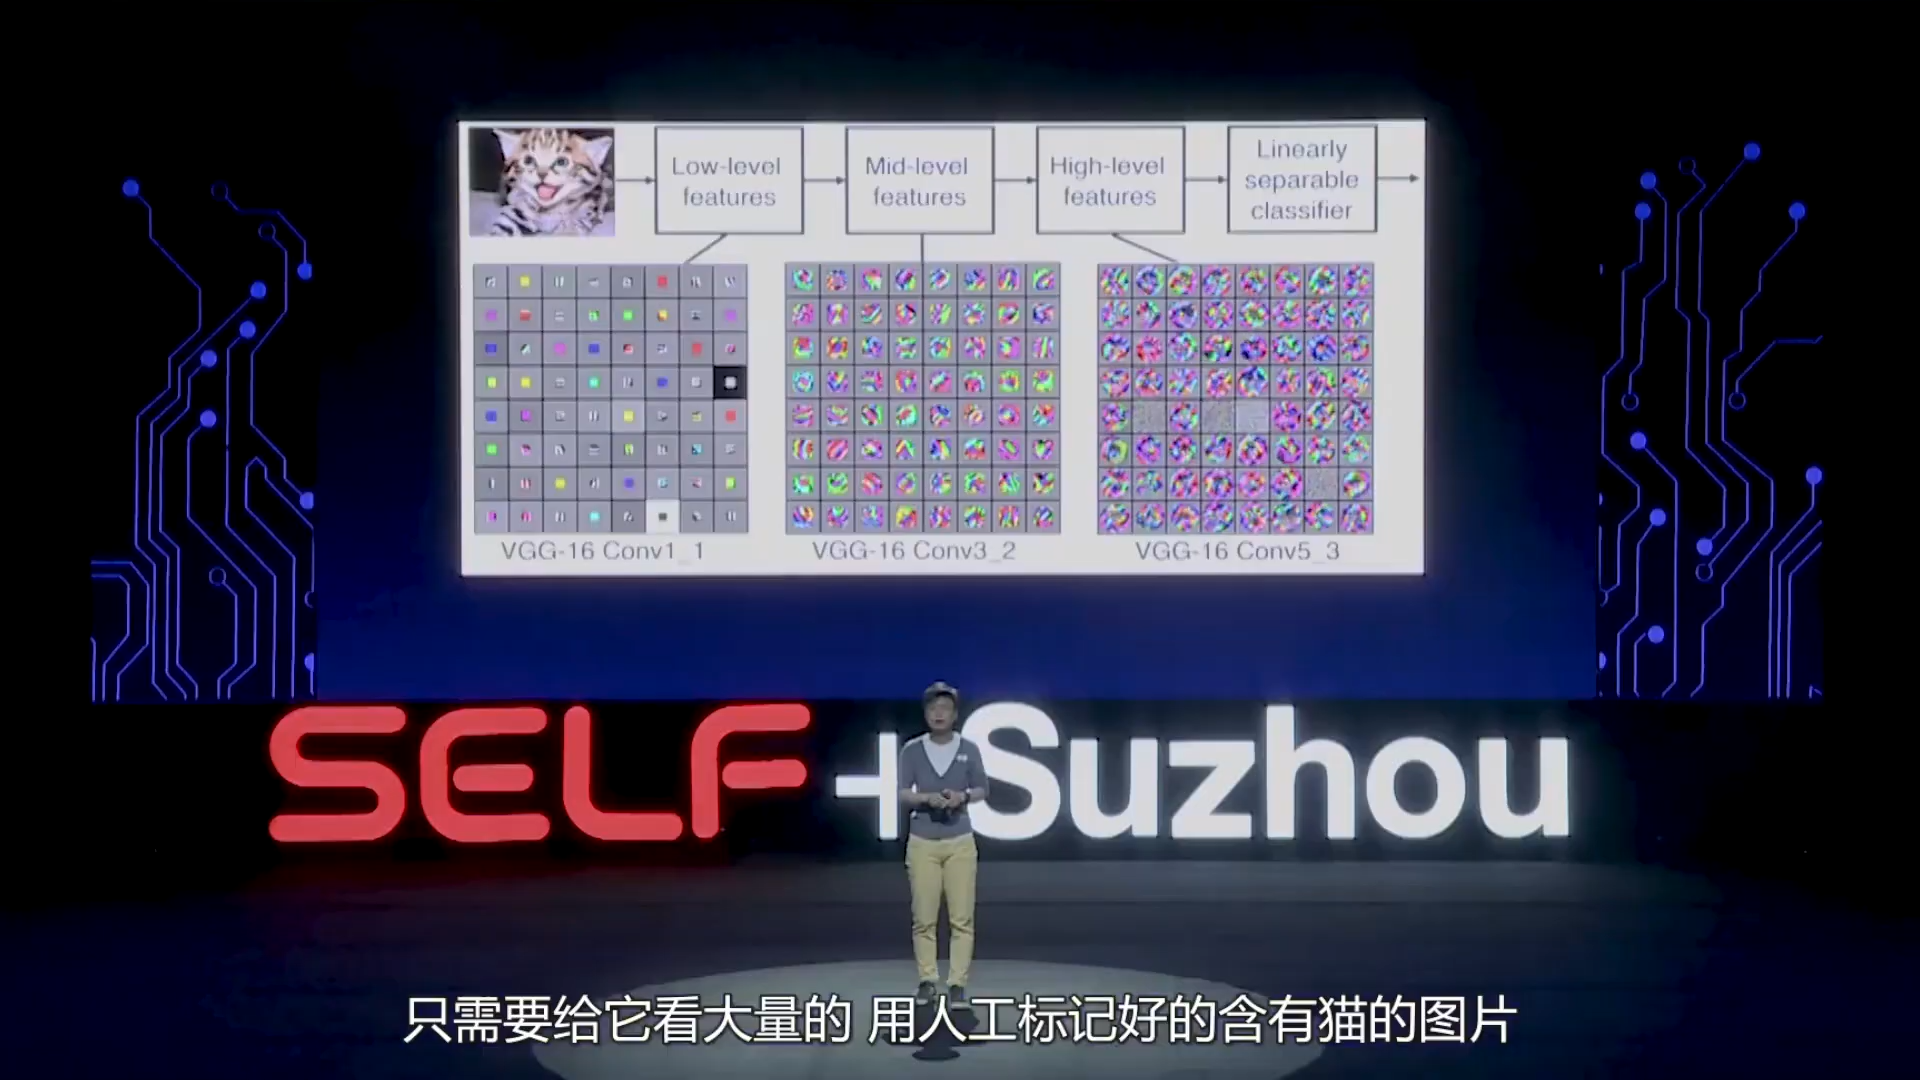 Low-level
features
Mid-level
features
High-level
features
Linearly
separable
classifier
VGG-16 Conv1_1
VGG-16 Conv3_2
VGG-16 Conv5_3
SELF+Suzhou
只需要给它看大量的 用人工标记好的含有猫的图片